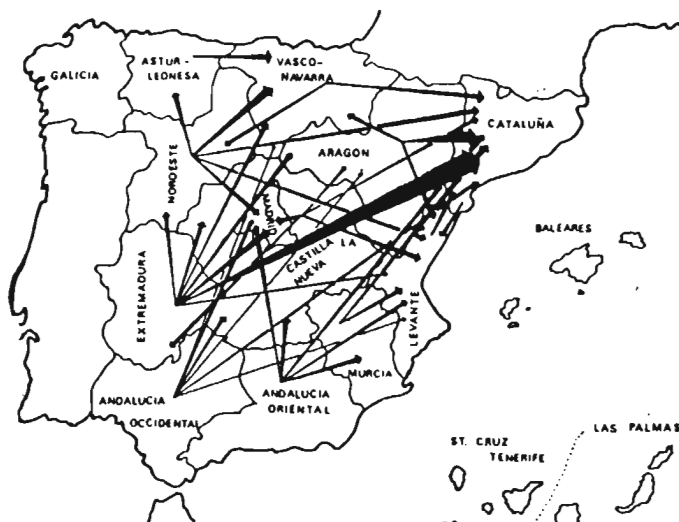 ASTUR-
LEONESA
VASCO-
NAVARRA
GALICIA
CATALUÑA
ARAGON
NOROESTE
MADRID
BALEARES
CASTILLA LA
NUEVA
EXTREMADURA
LEVANTE
MURCIA
ANDALUCIA
OCCIDENTAL
ANDALUCIA
ORIENTAL
ST. CRUZ
TENERIFE
LAS PALMAS